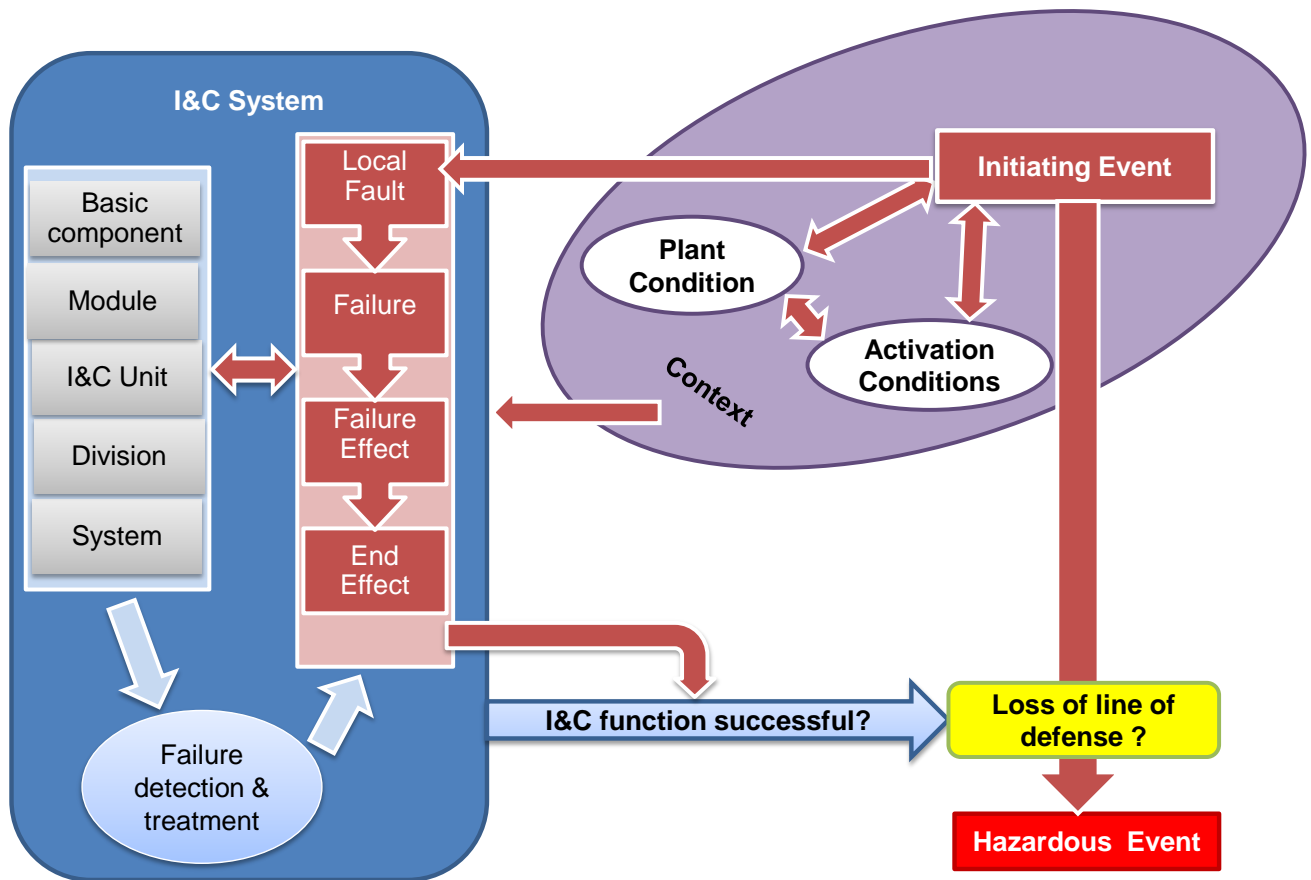 I&C System
Basic
component
Module
I&C Unit
Division
System
Local
Fault
Failure
Failure
Effect
End
Effect
Failure
detection &
treatment
Initiating Event
Plant
Condition
Activation
Conditions
Context
I&C function successful?
Loss of line of
defense ?
Hazardous Event